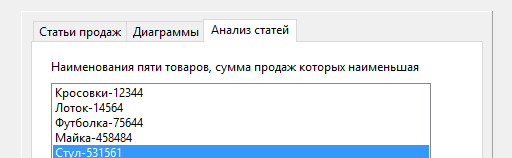 Статьи продаж Диаграммы Анализ статей
Наименования пяти товаров, сумма продаж которых наименьшая
Кросовки-12344
Лоток-14564
Футболка-75644
Майка-458484
Стул-531561